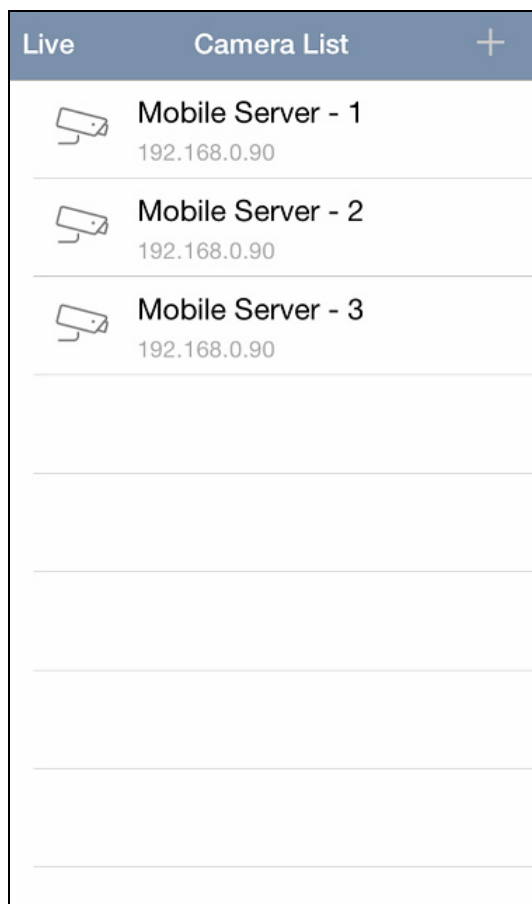 Live Camera List +
Mobile Server - 1
192.168.0.90
Mobile Server - 2
192.168.0.90
Mobile Server - 3
192.168.0.90